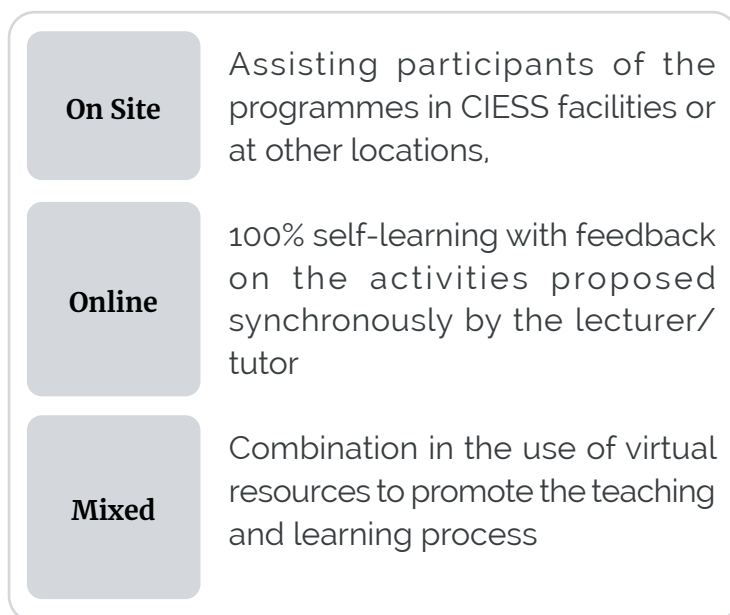 On Site
Assisting participants of the
programmes in CIESS facilities or
at other locations,
Online
100% self-learning with feedback
on the activities proposed
synchronously by the lecturer/
tutor
Mixed
Combination in the use of virtual
resources to promote the teaching
and learning process